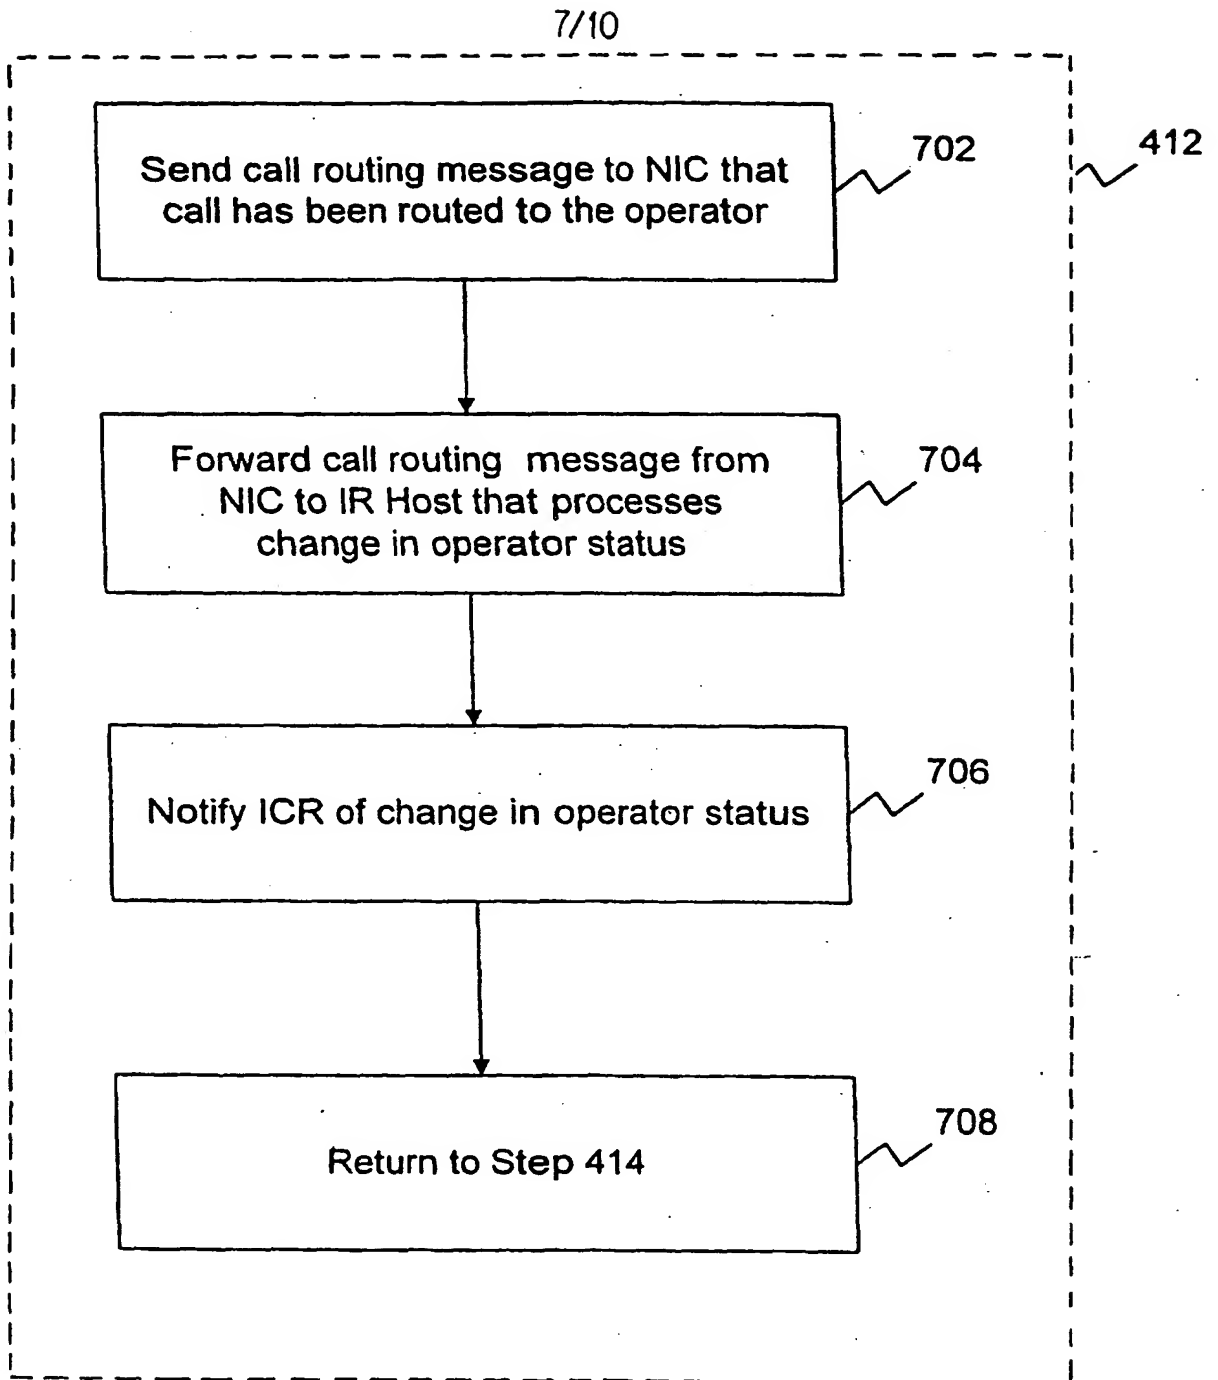 7/10
412
Send call routing message to NIC that
call has been routed to the operator
702
Forward call routing message from
NIC to IR Host that processes
change in operator status
704
Notify ICR of change in operator status
706
Return to Step 414
708